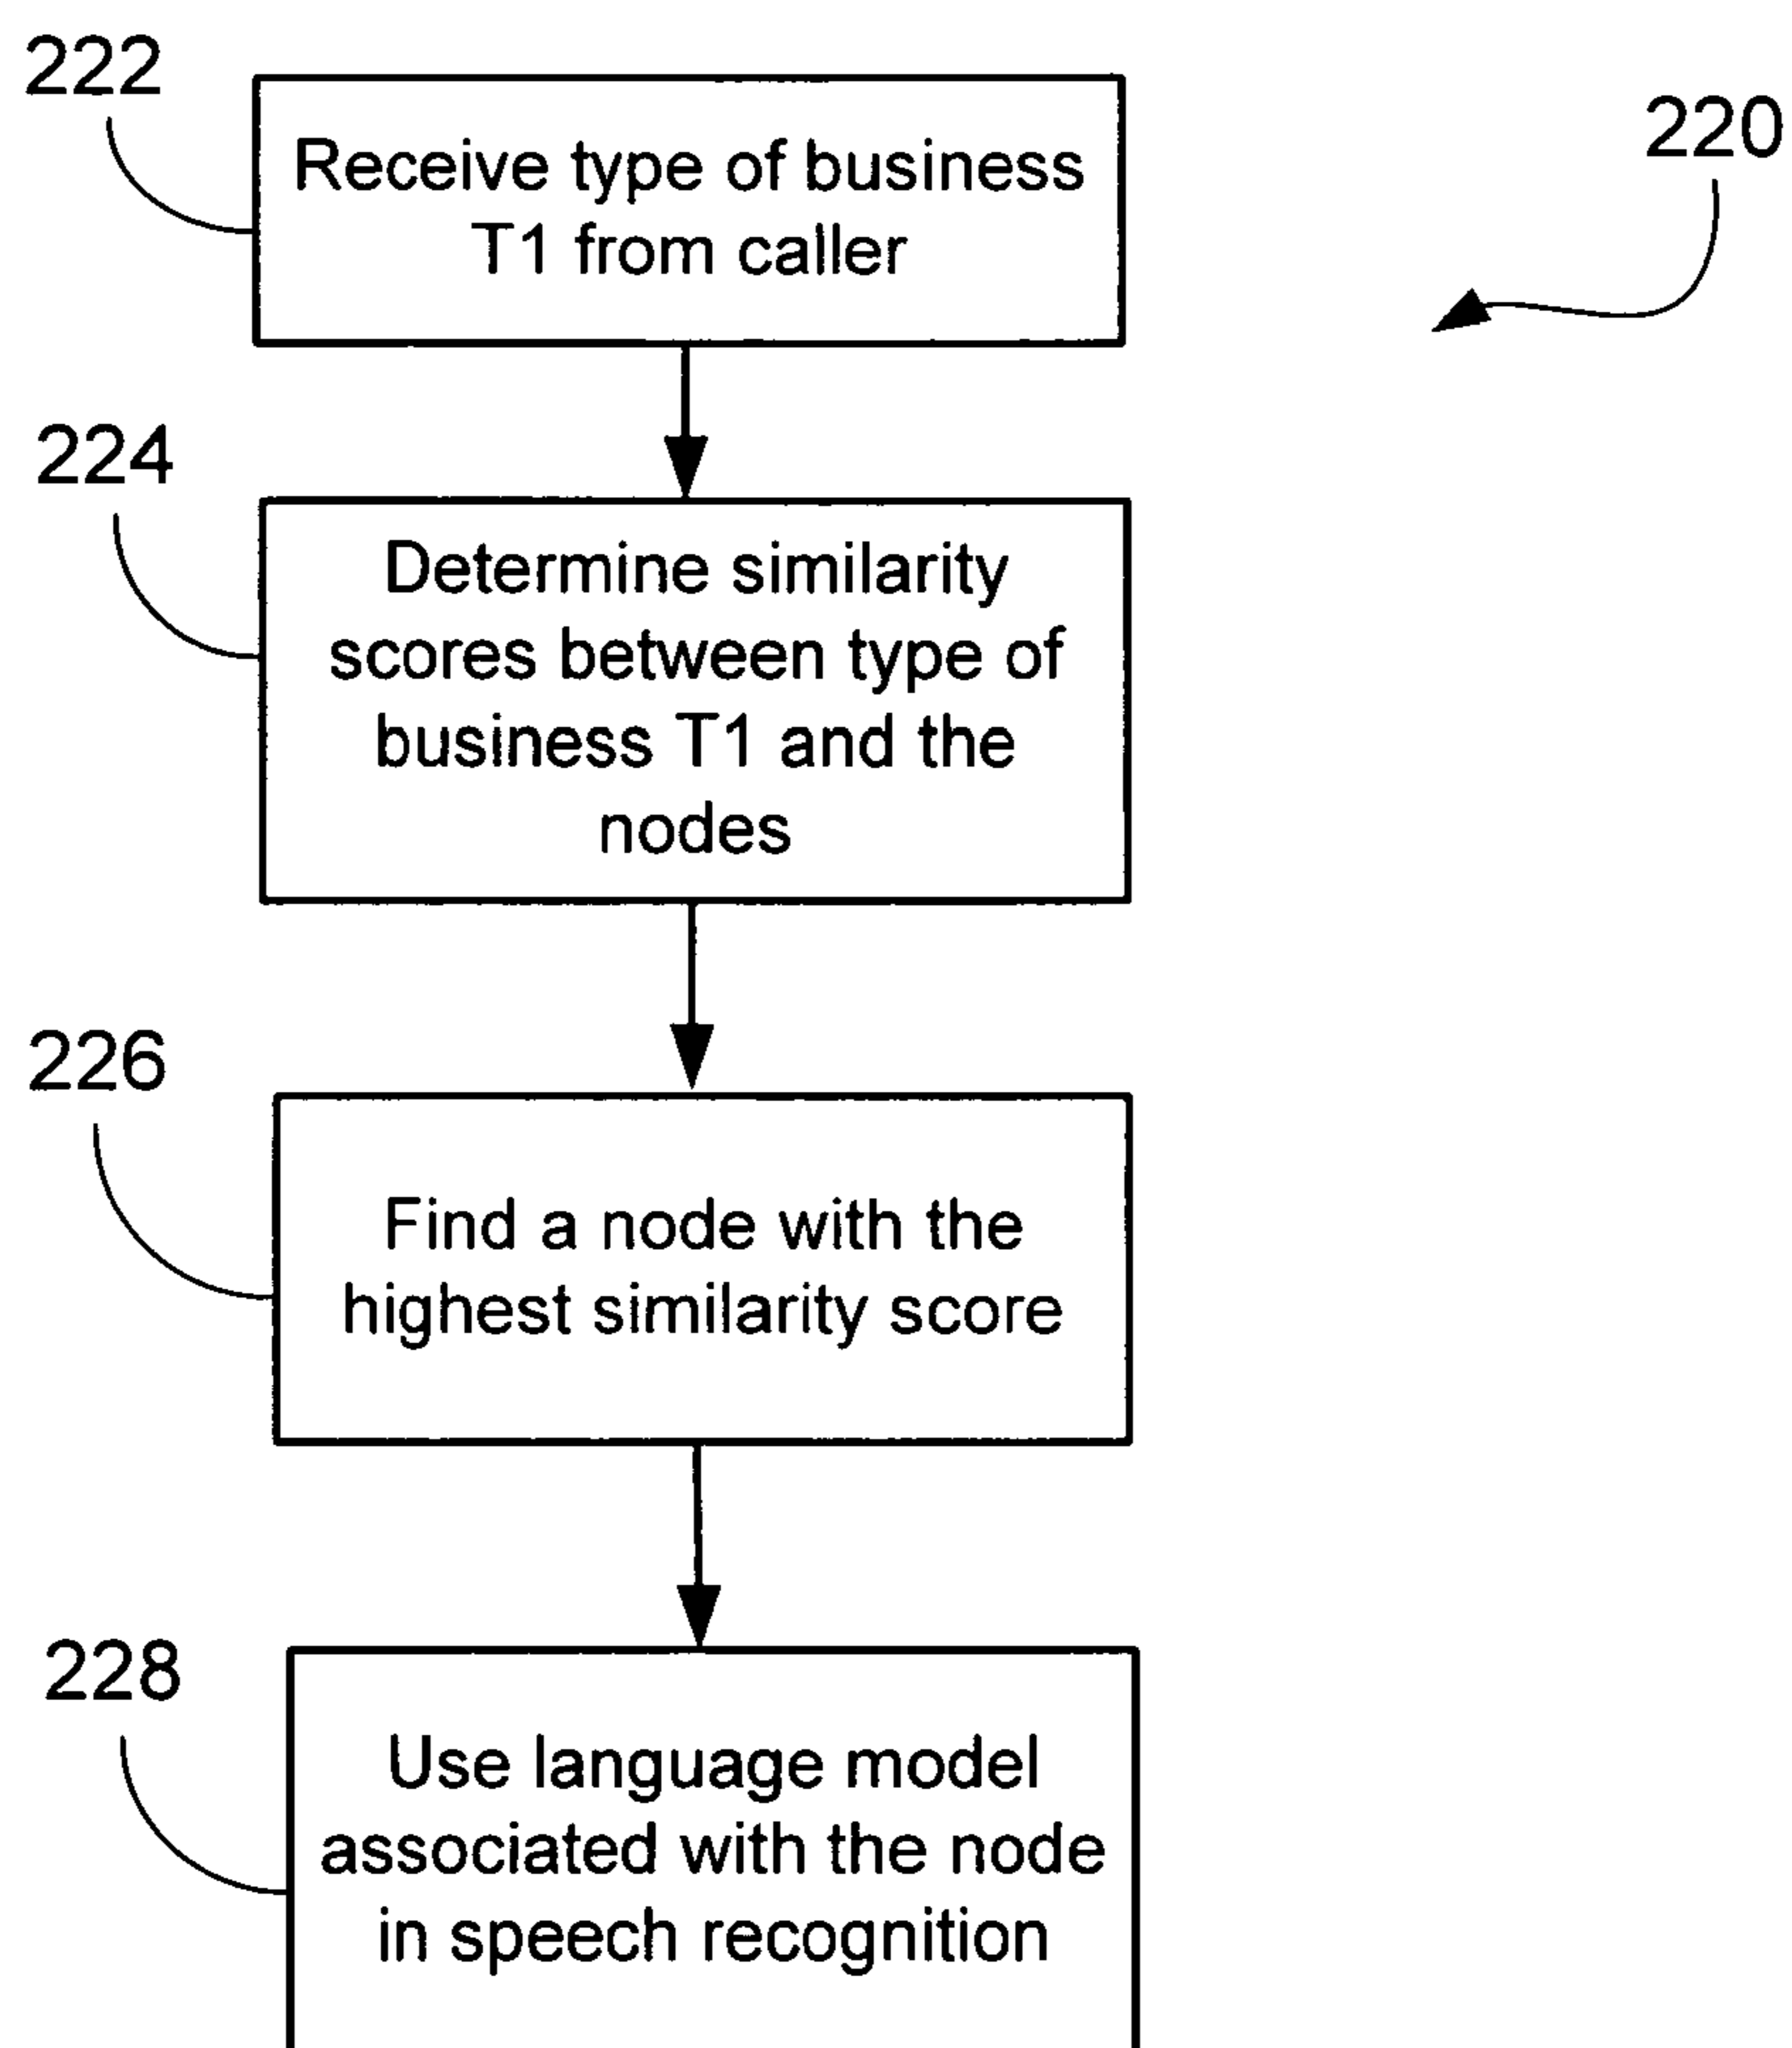 222
220
Receive type of business
T1 from caller
224
Determine similarity
scores between type of
business T1 and the
nodes
226
Find a node with the
highest similarity score
228
Use language model
associated with the node
in speech recognition